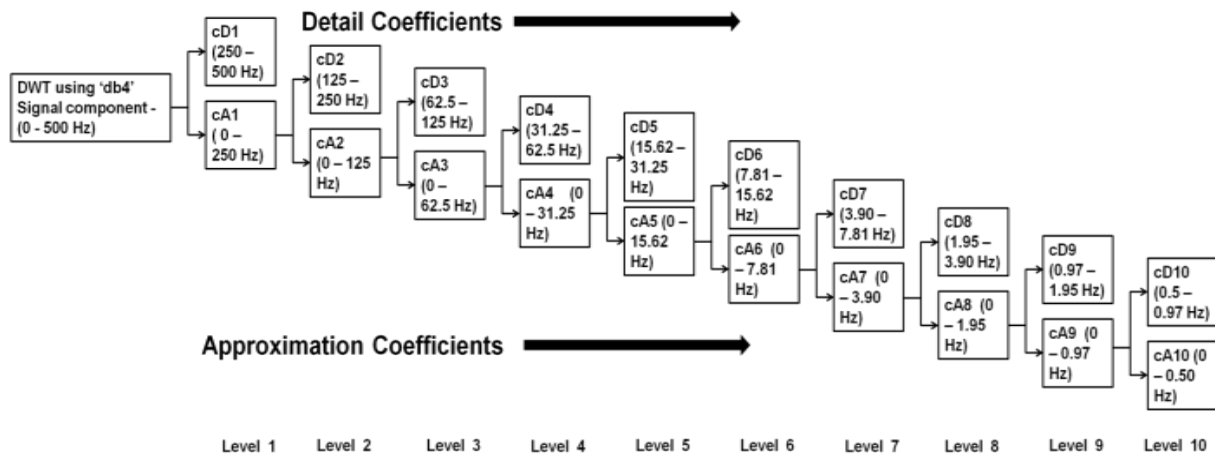 Detail Coefficients
DWT using ‘db4’
Signal component -
(0 - 500 Hz)
cD1
(250 –
500 Hz)
cA1
( 0 –
250 Hz)
cD2
(125 –
250 Hz)
cA2
(0 – 125
Hz)
cD3
(62.5 –
125 Hz)
cA3
(0 –
62.5 Hz)
cD4
(31.25 –
62.5 Hz)
cA4 (0
– 31.25
Hz)
cD5
(15.62 –
31.25
Hz)
cA5 (0 –
15.62
Hz)
cD6
(7.81 –
15.62
Hz)
cA6 (0
– 7.81
Hz)
cD7
(3.90 –
7.81 Hz)
cA7 (0
– 3.90
Hz)
cD8
(1.95 –
3.90 Hz)
cA8 (0
– 1.95
Hz)
cD9
(0.97 –
1.95 Hz)
cA9 (0
– 0.97
Hz)
cD10
(0.5 –
0.97 Hz)
cA10 (0
– 0.50
Hz)
Approximation Coefficients
Level 1 Level 2 Level 3 Level 4 Level 5 Level 6 Level 7 Level 8 Level 9 Level 10